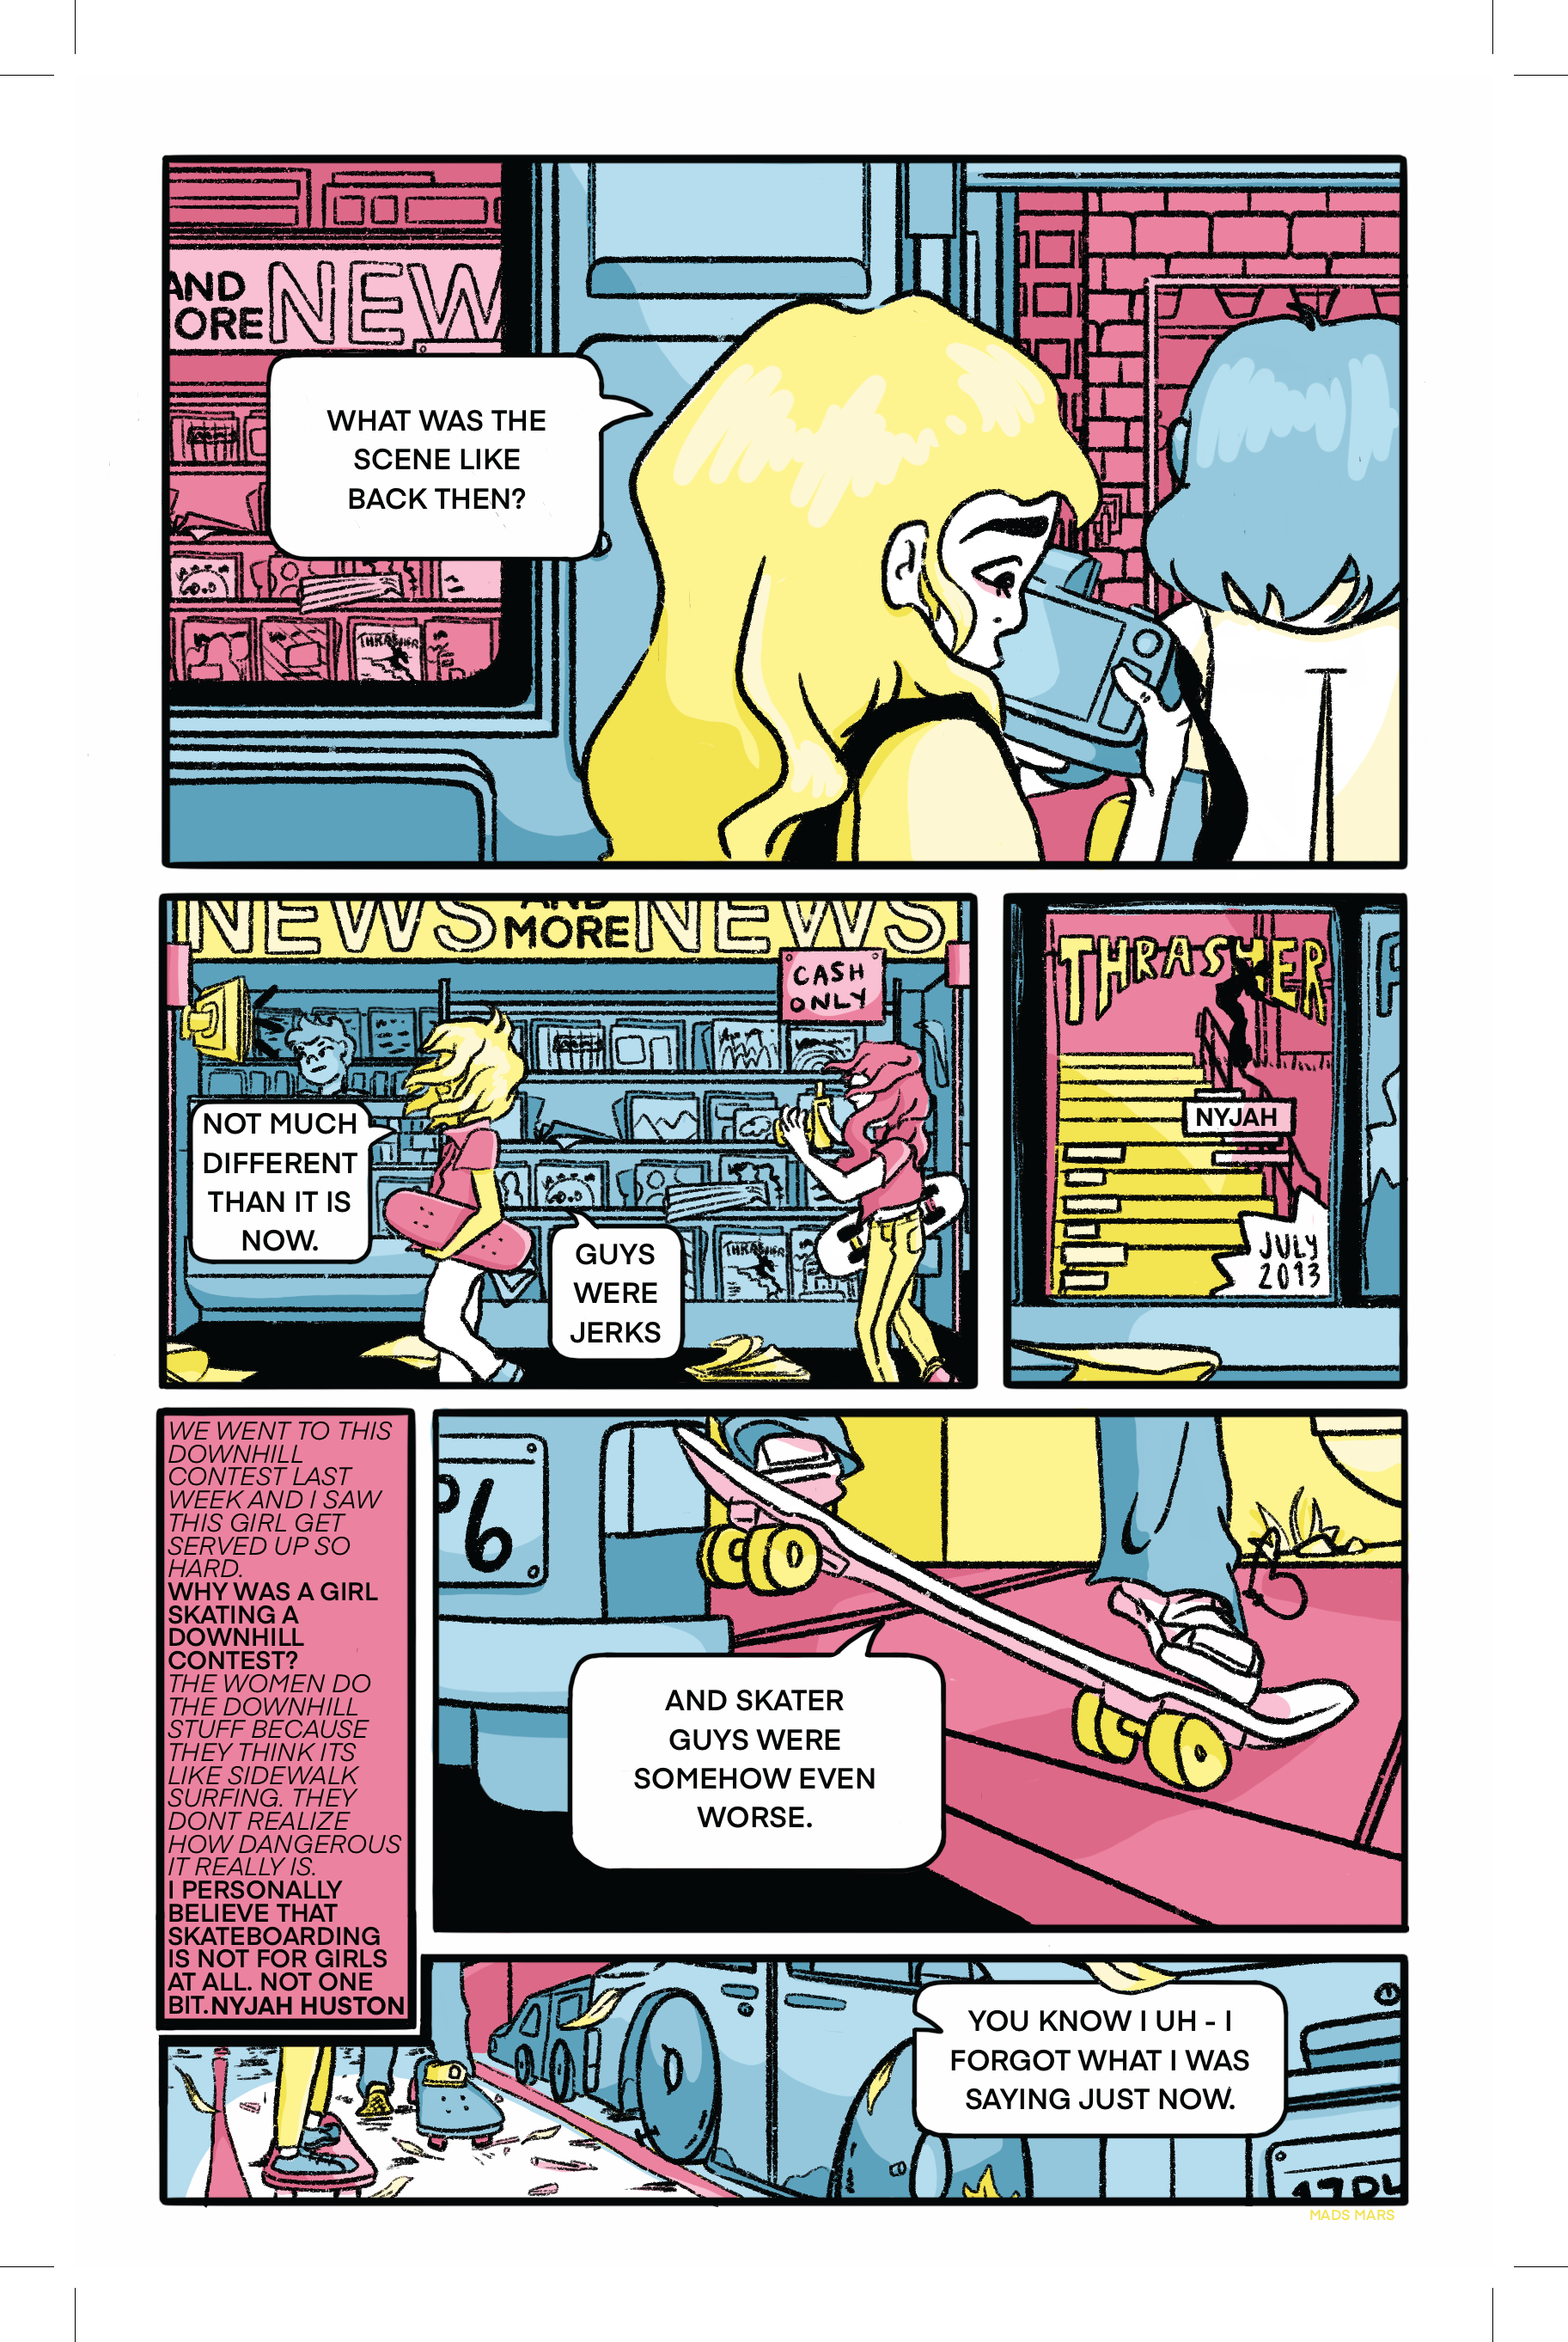 AND
ORE NEW
WHAT WAS THE
SCENE LIKE
BACK THEN?
THRASHER
NEWS AND MORE NEWS
CASH
ONLY
NOT MUCH
DIFFERENT
THAN IT IS
NOW.
GUYS
WERE
JERKS
THRASHER
THRASHER
NYJAH
JULY
2013
WE WENT TO THIS
DOWNHILL
CONTEST LAST
WEEK AND I SAW
THIS GIRL GET
SERVED UP SO
HARD.
WHY WAS A GIRL
SKATING A
DOWNHILL
CONTEST?
THE WOMEN DO
THE DOWNHILL
STUFF BECAUSE
THEY THINK ITS
LIKE SIDEWALK
SURFING. THEY
DONT REALIZE
HOW DANGEROUS
IT REALLY IS.
I PERSONALLY
BELIEVE THAT
SKATEBOARDING
IS NOT FOR GIRLS
AT ALL. NOT ONE
BIT. NYJAH HUSTON
6
AND SKATER
GUYS WERE
SOMEHOW EVEN
WORSE.
YOU KNOW I UH - I
FORGOT WHAT I WAS
SAYING JUST NOW.
MADS MARS